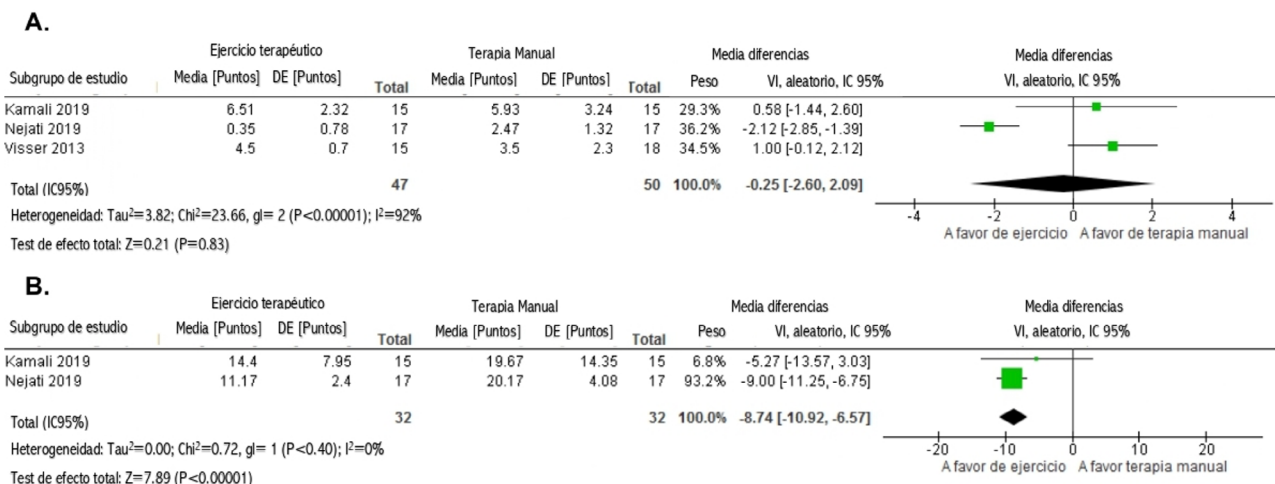 A.
Ejercicio terapéutico Terapia Manual Media diferencias Media diferencias
Subgrupo de estudio Media [Puntos] DE [Puntos] Total Media [Puntos] DE [Puntos] Total Peso VI, aleatorio, IC 95% VI, aleatorio, IC 95%
Kamali 2019 6.51 2.32 15 5.93 3.24 15 29.3% 0.58 [-1.44, 2.60]
Nejati 2019 0.35 0.78 17 2.47 1.32 17 36.2% -2.12 [-2.85, -1.39]
Visser 2013 4.5 0.7 15 3.5 2.3 18 34.5% 1.00 [-0.12, 2.12]
Total (IC95%) 47 50 100.0% -0.25 [-2.60, 2.09]
Heterogeneidad: Tau²=3.82; Chi²=23.66, gl= 2 (P<0.00001); I²=92%
Test de efecto total: Z=0.21 (P=0.83)
-4 -2 0 2 4
A favor de ejercicio A favor de terapia manual
B.
Ejercicio terapéutico Terapia Manual Media diferencias Media diferencias
Subgrupo de estudio Media [Puntos] DE [Puntos] Total Media [Puntos] DE [Puntos] Total Peso VI, aleatorio, IC 95% VI, aleatorio, IC 95%
Kamali 2019 14.4 7.95 15 19.67 14.35 15 6.8% -5.27 [-13.57, 3.03]
Nejati 2019 11.17 2.4 17 20.17 4.08 17 93.2% -9.00 [-11.25, -6.75]
Total (IC95%) 32 32 100.0% -8.74 [-10.92, -6.57]
Heterogeneidad: Tau²=0.00; Chi²=0.72, gl= 1 (P<0.40); I²=0%
Test de efecto total: Z=7.89 (P<0.00001)
-20 -10 0 10 20
A favor de ejercicio A favor terapia manual